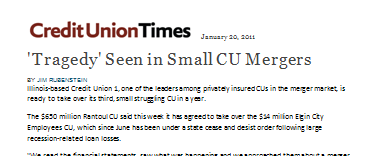 Credit Union Times January 20, 2011
'Tragedy' Seen in Small CU Mergers
BY JIM RUBENSTEIN
Illinois-based Credit Union 1, one of the leaders among privately insured CUs in the merger market, is
ready to take over its third, small struggling CU in a year.
The $650 million Rantoul CU said this week it has agreed to take over the $14 million Elgin City
Employees CU, which since June has been under a state cease and desist order following large
recession-related loan losses.
"We read the financial statements, saw what was happening and we approached them about a merger